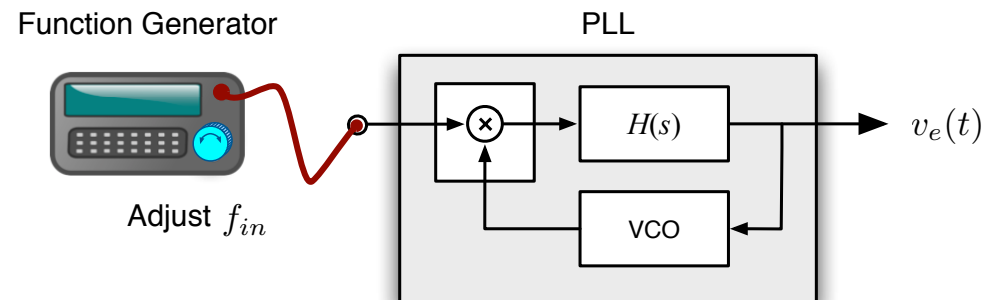 Function Generator
PLL
×
H(s)
v_e(t)
VCO
Adjust f_in